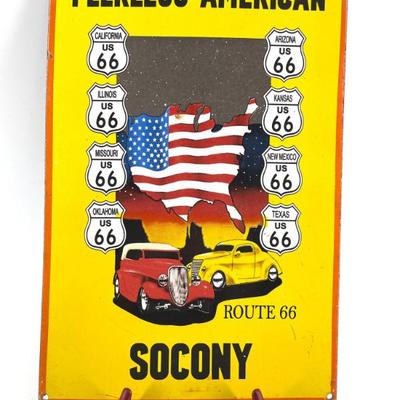 PEERLESS AMERICAN
CALIFORNIA
US
66
ILLINOIS
US
66
MISSOURI
US
66
OKLAHOMA
US
66
ARIZONA
US
66
KANSAS
US
66
NEW MEXICO
US
66
TEXAS
US
66
ROUTE 66
SOCONY